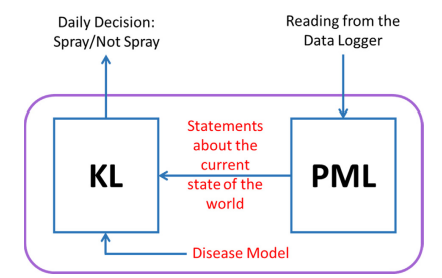 Daily Decision:
Spray/Not Spray
Reading from the
Data Logger
Statements
about the
current
state of the
world
KL
PML
Disease Model